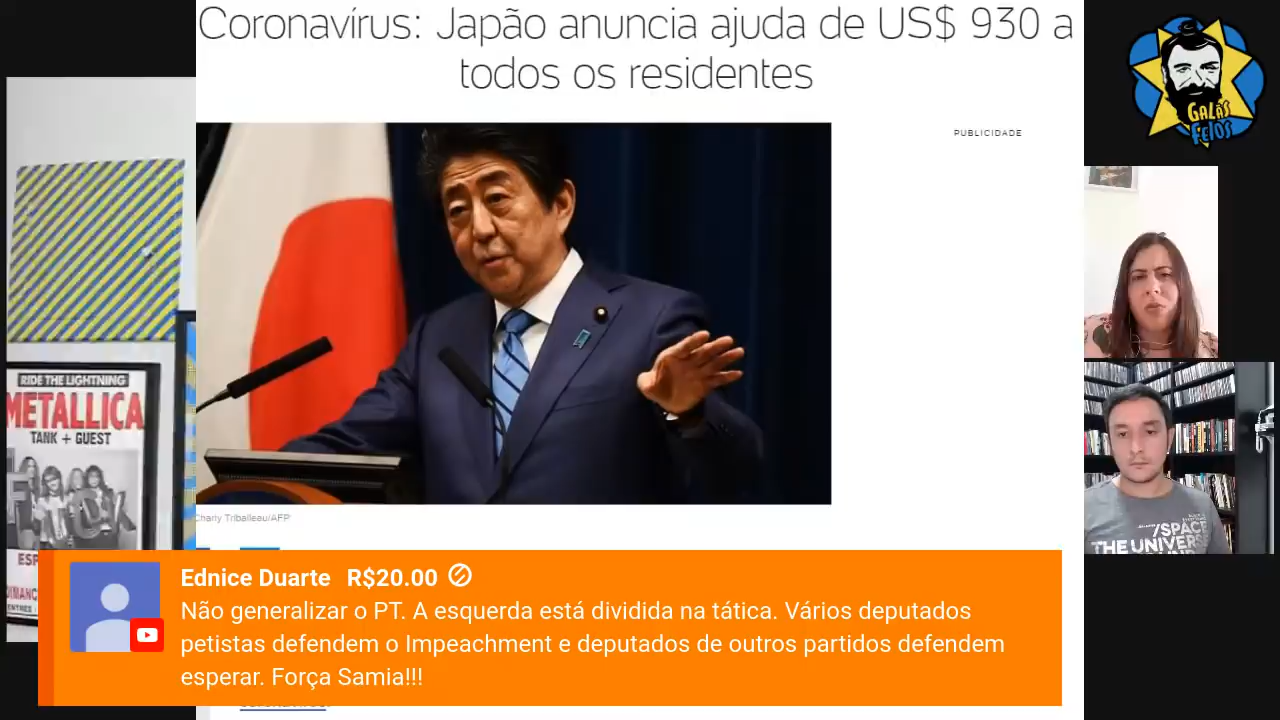 Coronavírus: Japão anuncia ajuda de US$ 930 a
todos os residentes
PUBLICIDADE
GALÃS
FEIOS
RIDE THE LIGHTNING
METALLICA
TANK + GUEST
Charly Triballeau/AFP
/SPACE
THE UNIVERSE
Ednice Duarte R$20.00
Não generalizar o PT. A esquerda está dividida na tática. Vários deputados
petistas defendem o Impeachment e deputados de outros partidos defendem
esperar. Força Samia!!!